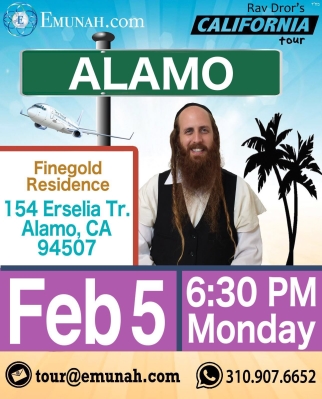 EMUNAH.com
Rav Dror's
CALIFORNIA
tour
ALAMO
Finegold
Residence
154 Erselia Tr.
Alamo, CA
94507
Feb 5
6:30 PM
Monday
tour@emunah.com
310.907.6652